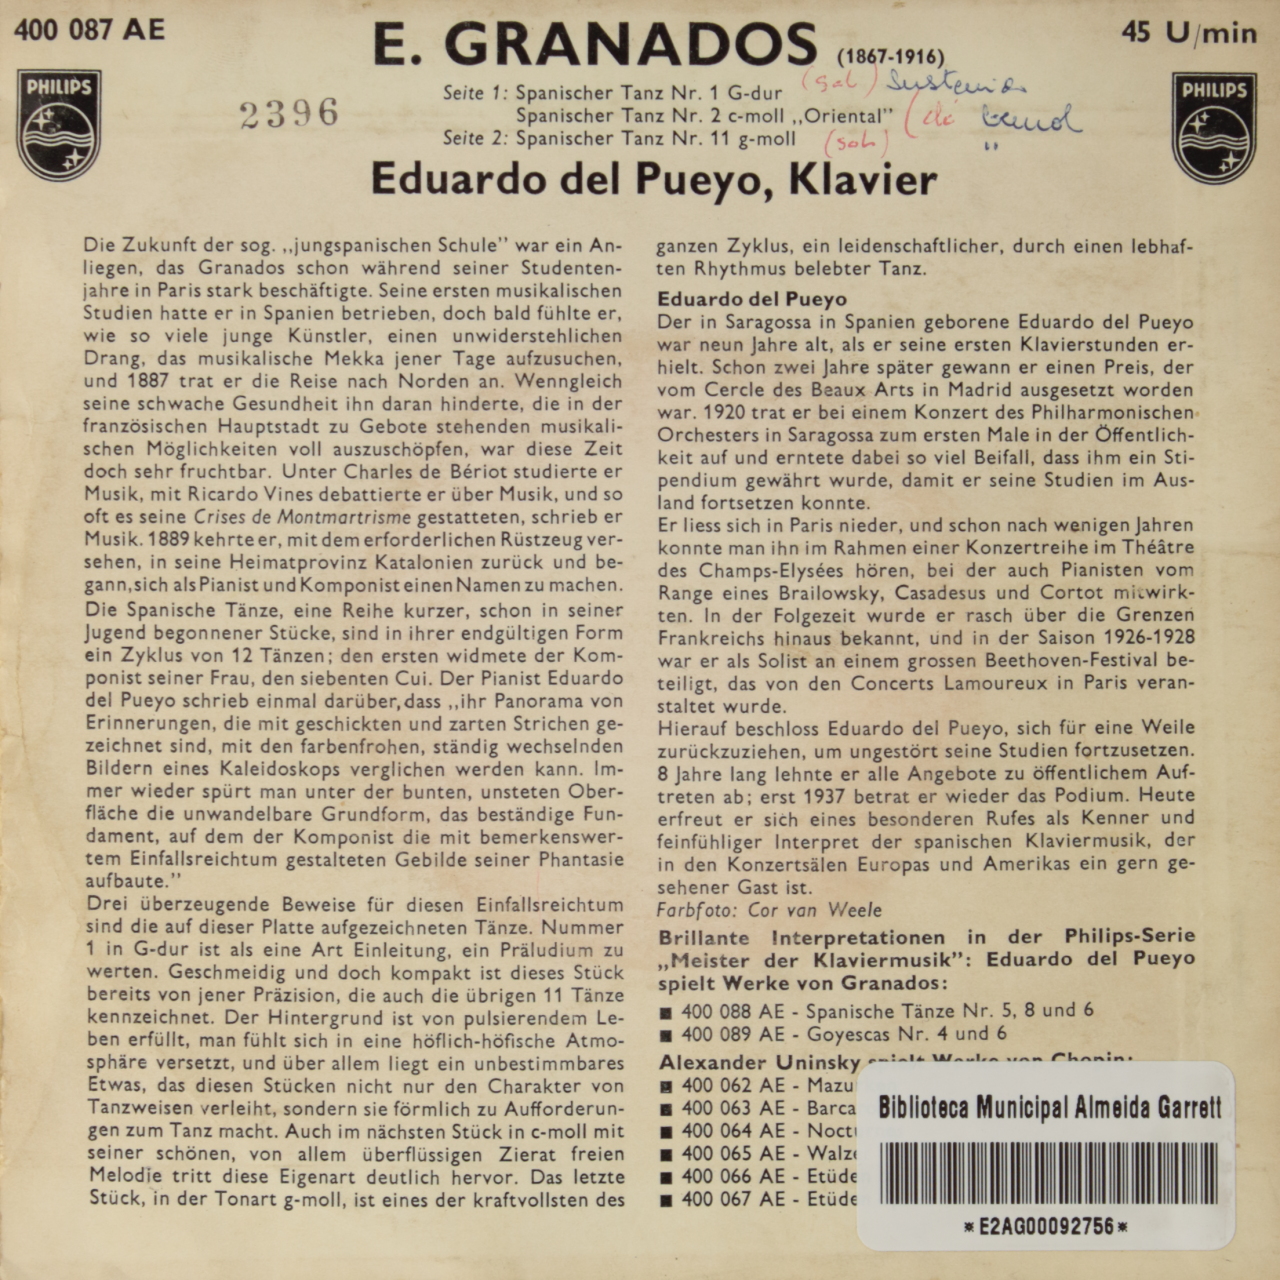 400 087 AE
E. GRANADOS (1867-1916)
45 U/min
PHILIPS
PHILIPS
2396
Seite 1: Spanischer Tanz Nr. 1 G-dur (sol) Sustenido
Spanischer Tanz Nr. 2 c-moll „Oriental” (dó bemol
Seite 2: Spanischer Tanz Nr. 11 g-moll (sol) "
Eduardo del Pueyo, Klavier
Die Zukunft der sog. „jungspanischen Schule” war ein An-
liegen, das Granados schon während seiner Studenten-
jahre in Paris stark beschäftigte. Seine ersten musikalischen
Studien hatte er in Spanien betrieben, doch bald fühlte er,
wie so viele junge Künstler, einen unwiderstehlichen
Drang, das musikalische Mekka jener Tage aufzusuchen,
und 1887 trat er die Reise nach Norden an. Wenngleich
seine schwache Gesundheit ihn daran hinderte, die in der
französischen Hauptstadt zu Gebote stehenden musikali-
schen Möglichkeiten voll auszuschöpfen, war diese Zeit
doch sehr fruchtbar. Unter Charles de Bériot studierte er
Musik, mit Ricardo Vines debattierte er über Musik, und so
oft es seine Crises de Montmartrisme gestatteten, schrieb er
Musik. 1889 kehrte er, mit dem erforderlichen Rüstzeug ver-
sehen, in seine Heimatprovinz Katalonien zurück und be-
gann, sich als Pianist und Komponist einen Namen zu machen.
Die Spanische Tänze, eine Reihe kurzer, schon in seiner
Jugend begonnener Stücke, sind in ihrer endgültigen Form
ein Zyklus von 12 Tänzen; den ersten widmete der Kom-
ponist seiner Frau, den siebenten Cui. Der Pianist Eduardo
del Pueyo schrieb einmal darüber, dass „ihr Panorama von
Erinnerungen, die mit geschickten und zarten Strichen ge-
zeichnet sind, mit den farbenfrohen, ständig wechselnden
Bildern eines Kaleidoskops verglichen werden kann. Im-
mer wieder spürt man unter der bunten, unsteten Ober-
fläche die unwandelbare Grundform, das beständige Fun-
dament, auf dem der Komponist die mit bemerkenswer-
tem Einfallsreichtum gestalteten Gebilde seiner Phantasie
aufbaute.”
Drei überzeugende Beweise für diesen Einfallsreichtum
sind die auf dieser Platte aufgezeichneten Tänze. Nummer
1 in G-dur ist als eine Art Einleitung, ein Präludium zu
werten. Geschmeidig und doch kompakt ist dieses Stück
bereits von jener Präzision, die auch die übrigen 11 Tänze
kennzeichnet. Der Hintergrund ist von pulsierendem Le-
ben erfüllt, man fühlt sich in eine höflich-höfische Atmo-
sphäre versetzt, und über allem liegt ein unbestimmbares
Etwas, das diesen Stücken nicht nur den Charakter von
Tanzweisen verleiht, sondern sie förmlich zu Aufforderun-
gen zum Tanz macht. Auch im nächsten Stück in c-moll mit
seiner schönen, von allem überflüssigen Zierat freien
Melodie tritt diese Eigenart deutlich hervor. Das letzte
Stück, in der Tonart g-moll, ist eines der kraftvollsten des
ganzen Zyklus, ein leidenschaftlicher, durch einen lebhaf-
ten Rhythmus belebter Tanz.
Eduardo del Pueyo
Der in Saragossa in Spanien geborene Eduardo del Pueyo
war neun Jahre alt, als er seine ersten Klavierstunden er-
hielt. Schon zwei Jahre später gewann er einen Preis, der
vom Cercle des Beaux Arts in Madrid ausgesetzt worden
war. 1920 trat er bei einem Konzert des Philharmonischen
Orchesters in Saragossa zum ersten Male in der Öffentlich-
keit auf und erntete dabei so viel Beifall, dass ihm ein Sti-
pendium gewährt wurde, damit er seine Studien im Aus-
land fortsetzen konnte.
Er liess sich in Paris nieder, und schon nach wenigen Jahren
konnte man ihn im Rahmen einer Konzertreihe im Théâtre
des Champs-Elysées hören, bei der auch Pianisten vom
Range eines Brailowsky, Casadesus und Cortot mitwirk-
ten. In der Folgezeit wurde er rasch über die Grenzen
Frankreichs hinaus bekannt, und in der Saison 1926-1928
war er als Solist an einem grossen Beethoven-Festival be-
teiligt, das von den Concerts Lamoureux in Paris veran-
staltet wurde.
Hierauf beschloss Eduardo del Pueyo, sich für eine Weile
zurückzuziehen, um ungestört seine Studien fortzusetzen.
8 Jahre lang lehnte er alle Angebote zu öffentlichem Auf-
treten ab; erst 1937 betrat er wieder das Podium. Heute
erfreut er sich eines besonderen Rufes als Kenner und
feinfühliger Interpret der spanischen Klaviermusik, der
in den Konzertsälen Europas und Amerikas ein gern ge-
sehener Gast ist.
Farbfoto: Cor van Weele
Brillante Interpretationen in der Philips-Serie
„Meister der Klaviermusik”: Eduardo del Pueyo
spielt Werke von Granados:
■ 400 088 AE - Spanische Tänze Nr. 5, 8 und 6
■ 400 089 AE - Goyescas Nr. 4 und 6
Alexander Uninsky spielt Werke von Chopin:
■ 400 062 AE - Mazu
■ 400 063 AE - Barca
■ 400 064 AE - Noctu
■ 400 065 AE - Walze
■ 400 066 AE - Etüde
■ 400 067 AE - Etüde
Biblioteca Municipal Almeida Garrett
*E2AG00092756*